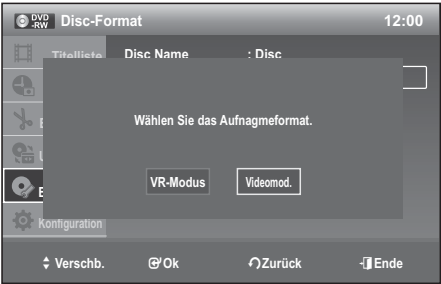 DVD-RW Disc-Format 12:00
Titelliste Disc Name : Disc
Wählen Sie das Aufnagmeformat.
VR-Modus Videomod.
Konfiguration
Verschb. Ok Zurück Ende